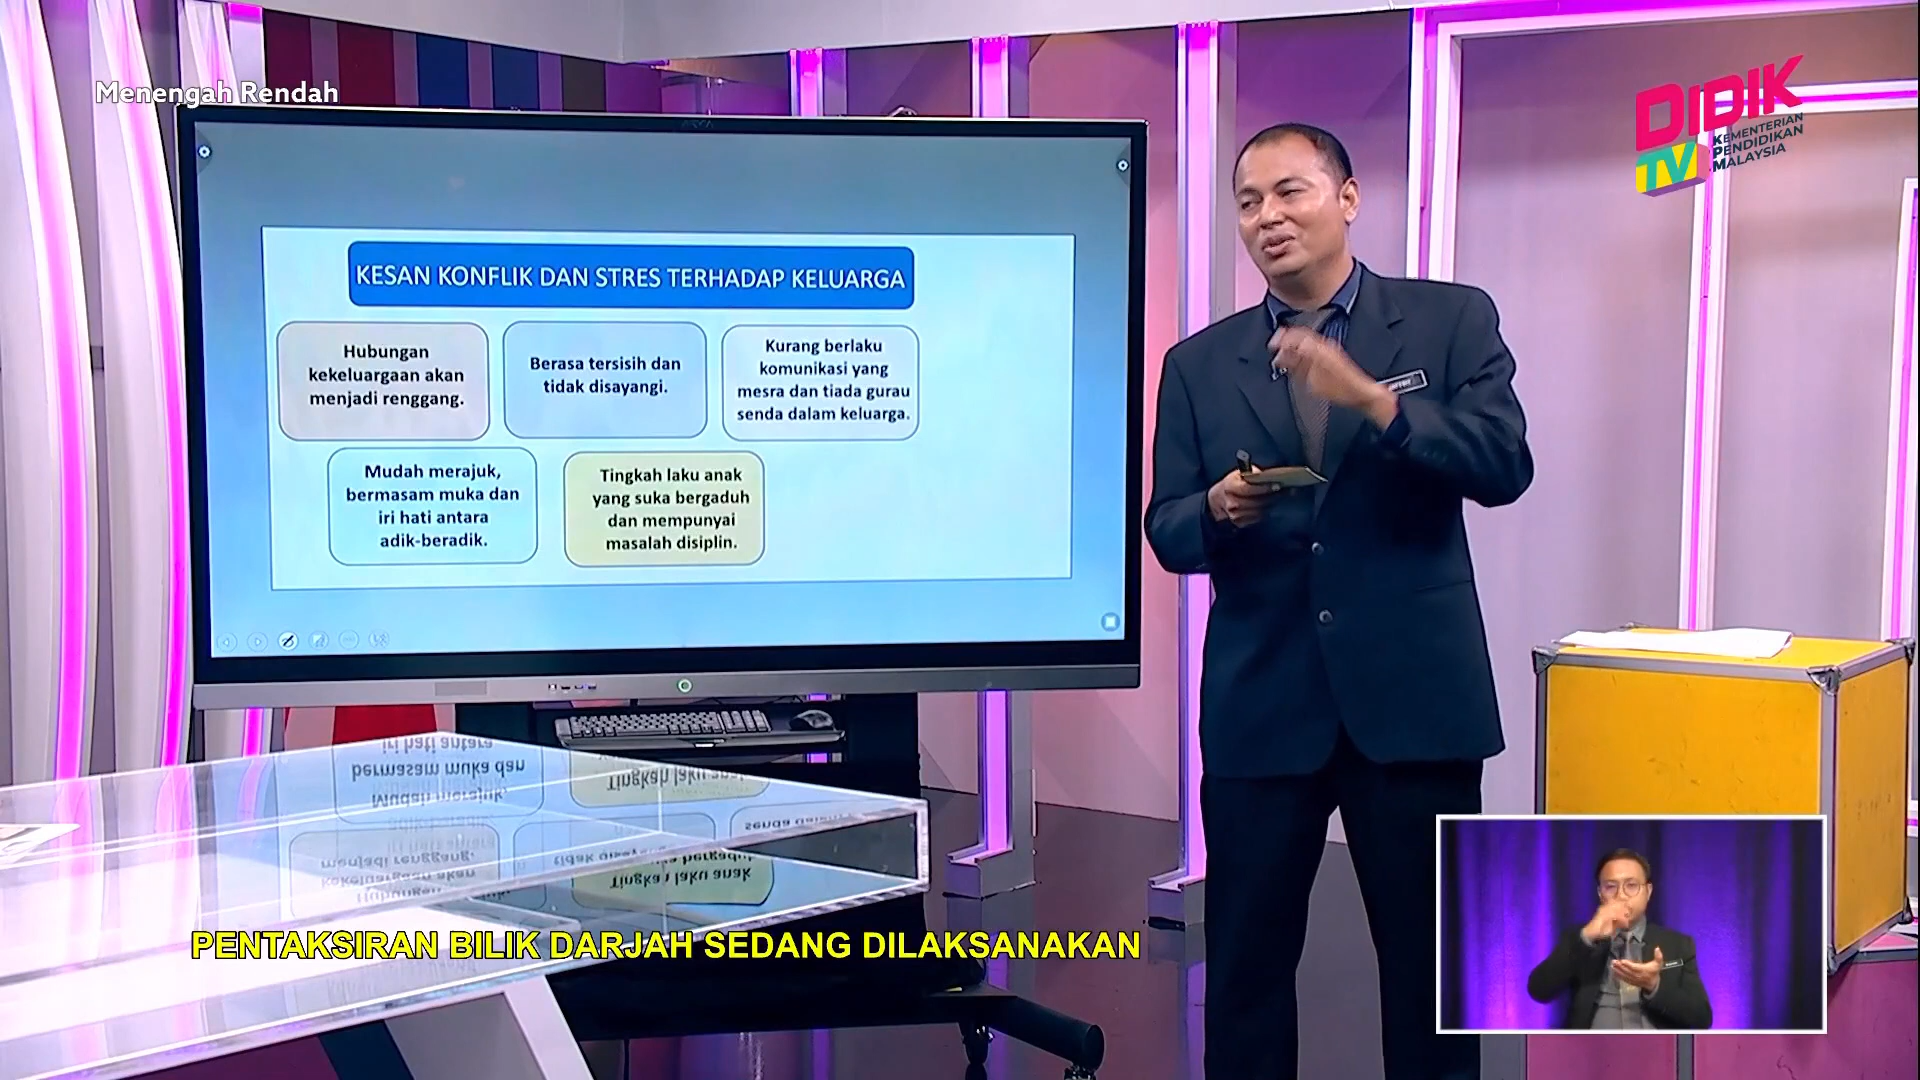 Menengah Rendah
DIDIK
TV
KEMENTERIAN
PENDIDIKAN
MALAYSIA
KESAN KONFLIK DAN STRES TERHADAP KELUARGA
Hubungan
kekeluargaan akan
menjadi renggang.
Berasa tersisih dan
tidak disayangi.
Kurang berlaku
komunikasi yang
mesra dan tiada gurau
senda dalam keluarga.
Mudah merajuk,
bermasam muka dan
iri hati antara
adik-beradik.
Tingkah laku anak
yang suka bergaduh
dan mempunyai
masalah disiplin.
PENTAKSIRAN BILIK DARJAH SEDANG DILAKSANAKAN